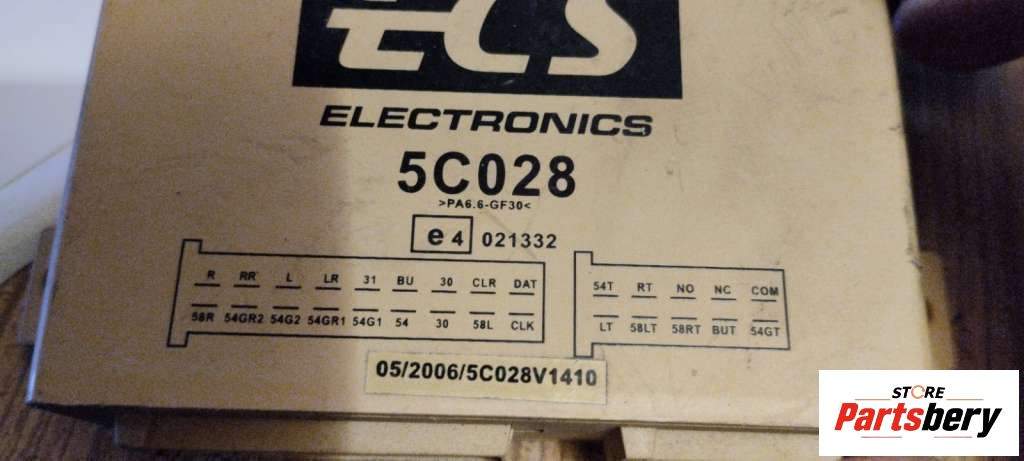 ECS
ELECTRONICS
5C028
>PA6.6-GF30<
e4 021332
R RR L LR 31 BU 30 CLR DAT
58R 54GR2 54G2 54GR1 54G1 54 30 58L CLK
54T RT NO NC COM
LT 58LT 58RT BUT 54GT
05/2006/5C028V1410
STORE
Partsbery